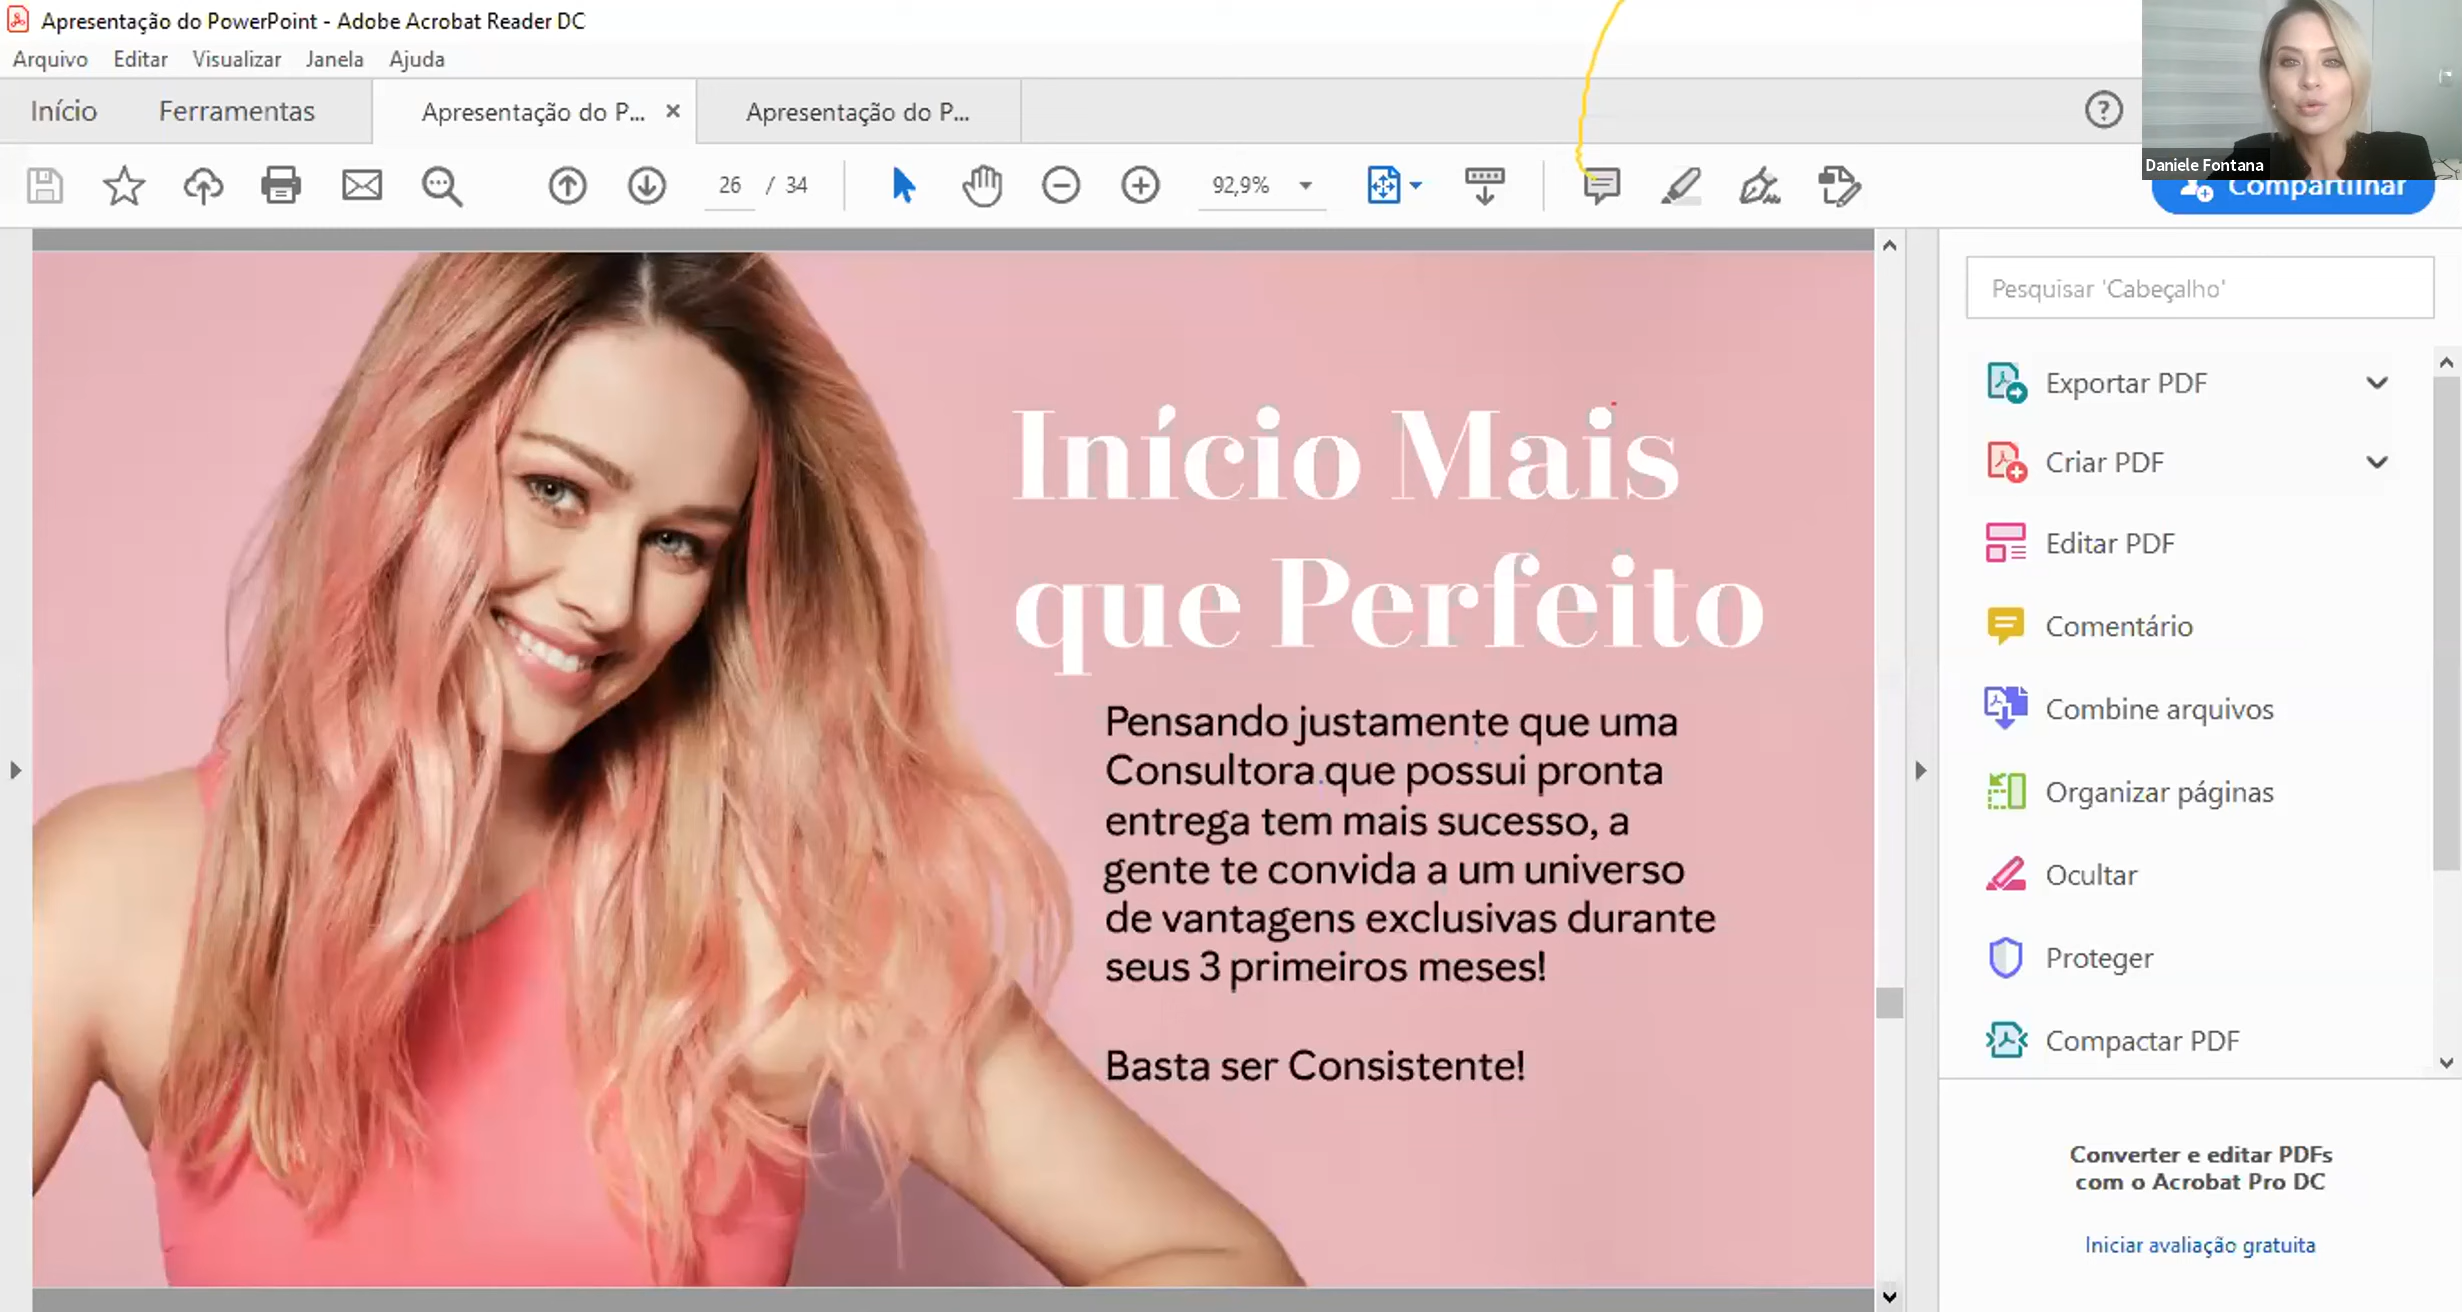 Apresentação do PowerPoint - Adobe Acrobat Reader DC
Arquivo Editar Visualizar Janela Ajuda
Início Ferramentas Apresentação do P... Apresentação do P...
26 / 34 92,9%
Daniele Fontana
Compartilhar
Pesquisar 'Cabeçalho'
Exportar PDF
Criar PDF
Editar PDF
Comentário
Combine arquivos
Organizar páginas
Ocultar
Proteger
Compactar PDF
Converter e editar PDFs
com o Acrobat Pro DC
Iniciar avaliação gratuita
Início Mais
que Perfeito
Pensando justamente que uma
Consultora que possui pronta
entrega tem mais sucesso, a
gente te convida a um universo
de vantagens exclusivas durante
seus 3 primeiros meses!
Basta ser Consistente!